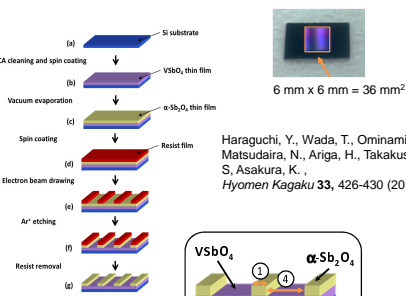 (a)
Si substrate
CA cleaning and spin coating
(b)
VSbO₄ thin film
Vacuum evaporation
(c)
α-Sb₂O₄ thin film
Spin coating
(d)
Resist film
Electron beam drawing
(e)
Ar⁺ etching
(f)
Resist removal
(g)
6 mm x 6 mm = 36 mm²
Haraguchi, Y., Wada, T., Ominami
Matsudaira, N., Ariga, H., Takakus
S, Asakura, K. ,
Hyomen Kagaku 33, 426-430 (20
VSbO₄
α-Sb₂O₄
1
4